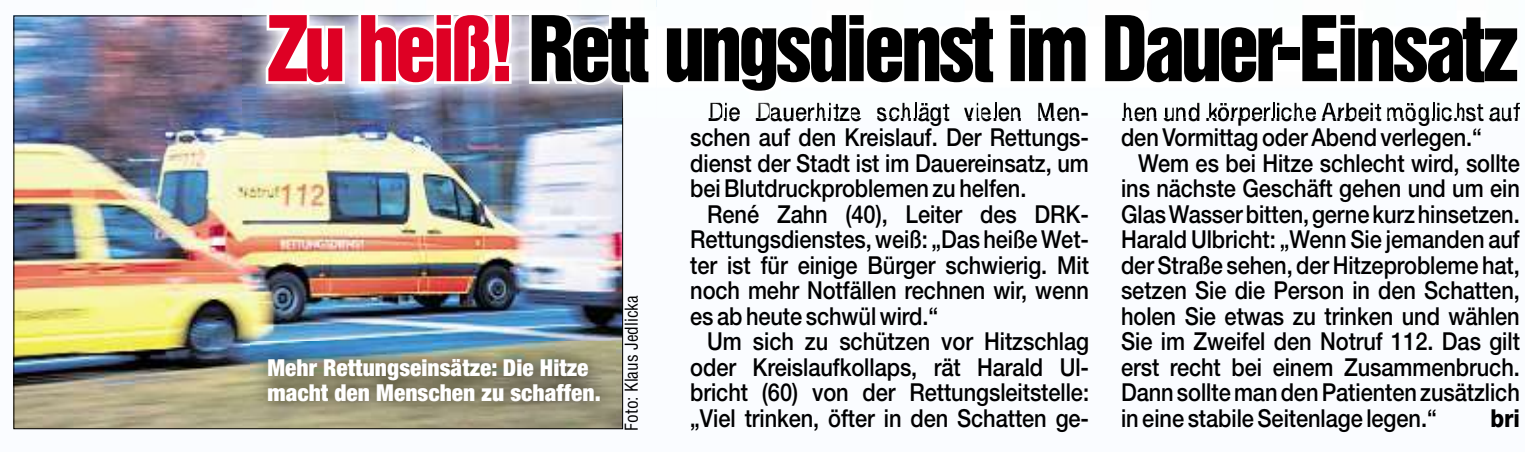 Zu heiß! Rett ungsdienst im Dauer-Einsatz
112
Notruf 112
RETTUNGSDIENST
Mehr Rettungseinsätze: Die Hitze
macht den Menschen zu schaffen.
Foto: Klaus Jedlicka
Die Dauerhitze schlägt vielen Men-
schen auf den Kreislauf. Der Rettungs-
dienst der Stadt ist im Dauereinsatz, um
bei Blutdruckproblemen zu helfen.
René Zahn (40), Leiter des DRK-
Rettungsdienstes, weiß: „Das heiße Wet-
ter ist für einige Bürger schwierig. Mit
noch mehr Notfällen rechnen wir, wenn
es ab heute schwül wird.“
Um sich zu schützen vor Hitzschlag
oder Kreislaufkollaps, rät Harald Ul-
bricht (60) von der Rettungsleitstelle:
„Viel trinken, öfter in den Schatten ge-
hen und körperliche Arbeit möglichst auf
den Vormittag oder Abend verlegen.“
Wem es bei Hitze schlecht wird, sollte
ins nächste Geschäft gehen und um ein
Glas Wasser bitten, gerne kurz hinsetzen.
Harald Ulbricht: „Wenn Sie jemanden auf
der Straße sehen, der Hitzeprobleme hat,
setzen Sie die Person in den Schatten,
holen Sie etwas zu trinken und wählen
Sie im Zweifel den Notruf 112. Das gilt
erst recht bei einem Zusammenbruch.
Dann sollte man den Patienten zusätzlich
in eine stabile Seitenlage legen.“ bri